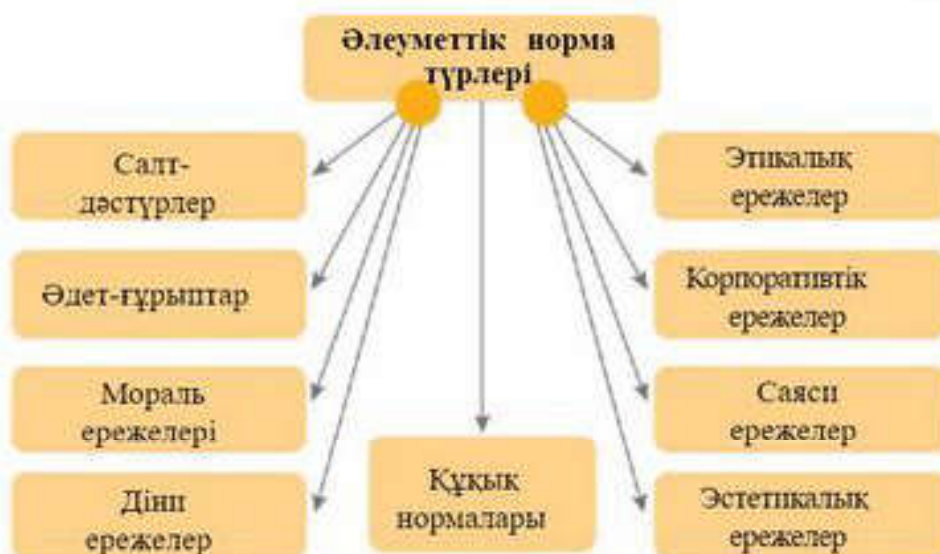 Әлеуметтік норма
түрлері
Салт-
дәстүрлер
Әдет-ғұрыптар
Мораль
ережелері
Діни
ережелер
Құқық
нормалары
Этикалық
ережелер
Корпоративтік
ережелер
Саяси
ережелер
Эстетикалық
ережелер